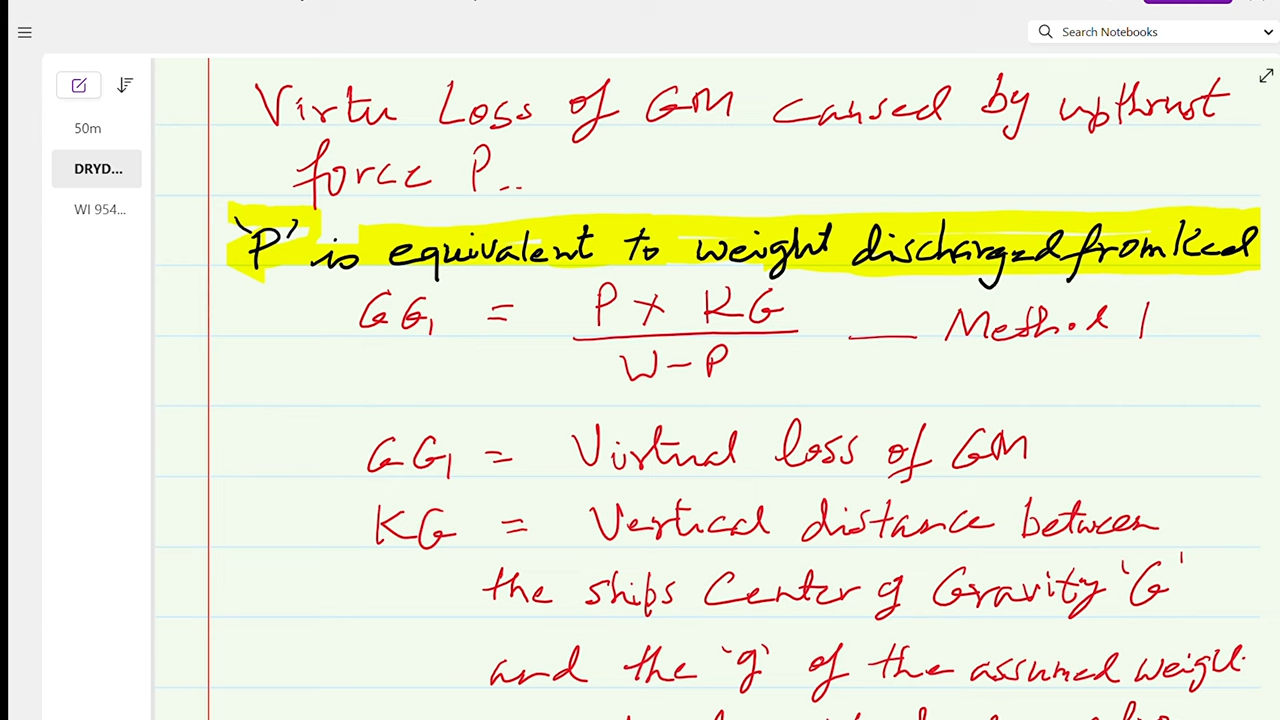 Search Notebooks
50m
DRYD...
WI 954...
Virtu Loss of GM caused by upthrust
force P..
'P' is equivalent to weight discharged from Keel
GG₁ = P × KG / W - P — Method 1
GG₁ = Virtual loss of GM
KG = Vertical distance between
the ships Center of Gravity 'G'
and the 'g' of the assumed weight